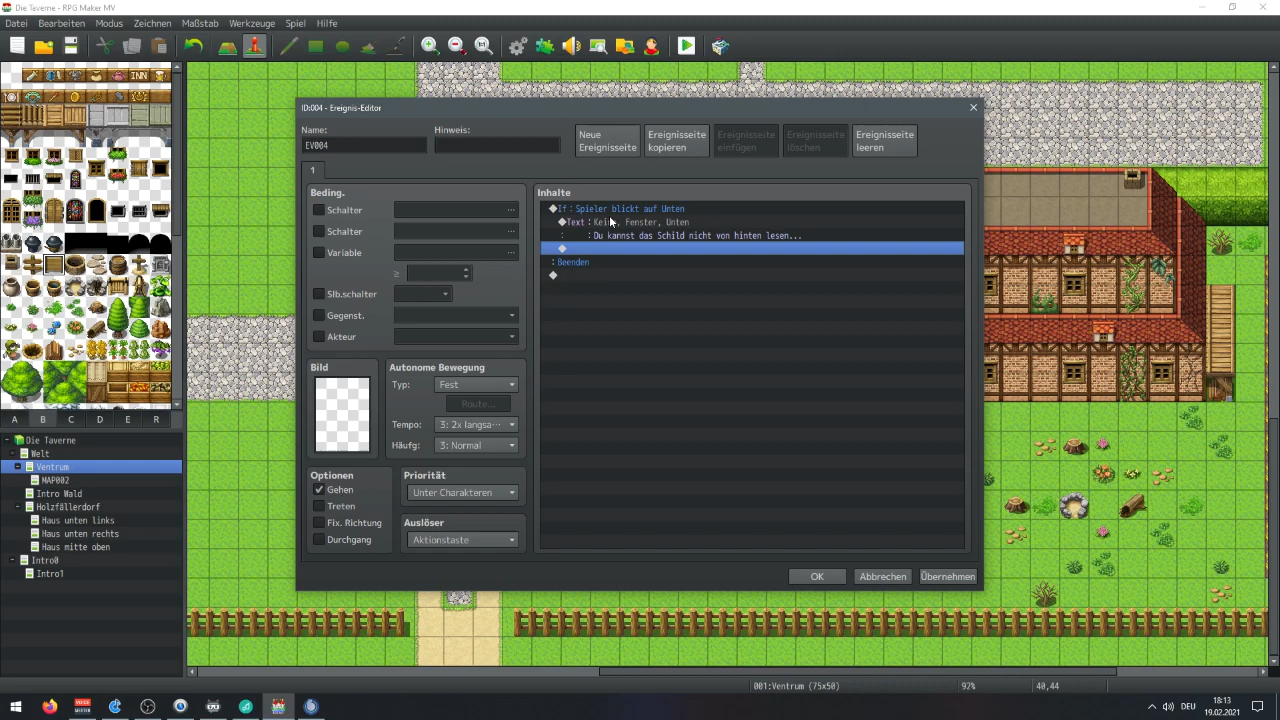 Die Taverne - RPG Maker MV
Datei Bearbeiten Modus Zeichnen Maßstab Werkzeuge Spiel Hilfe
INN
ID:004 - Ereignis-Editor
Name:
Hinweis:
EV004
Neue Ereignisseite
Ereignisseite kopieren
Ereignisseite einfügen
Ereignisseite löschen
Ereignisseite leeren
1
Beding.
Schalter ...
Schalter ...
Variable ...
≥
Slb.schalter
Gegenst.
Akteur
Bild
Autonome Bewegung
Typ: Fest
Route...
Tempo: 3: 2x langsa···
Häufg: 3: Normal
Optionen
Gehen
Treten
Fix. Richtung
Durchgang
Priorität
Unter Charakteren
Auslöser
Aktionstaste
Inhalte
◆If : Spieler blickt auf Unten
◆Text : Keine, Fenster, Unten
: : Du kannst das Schild nicht von hinten lesen...
◆
: Beenden
◆
OK Abbrechen Übernehmen
A B C D E R
Die Taverne
Welt
Ventrum
MAP002
Intro Wald
Holzfällerdorf
Haus unten links
Haus unten rechts
Haus mitte oben
Intro0
Intro1
001:Ventrum (75x50) 92% 40,44
DEU
18:13
19.02.2021